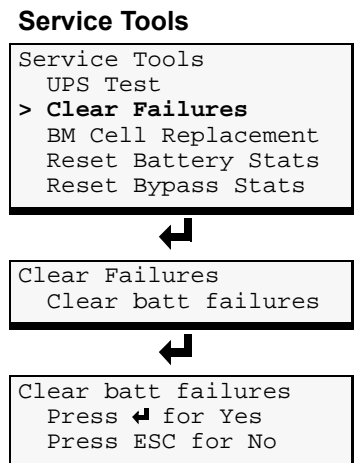 Service Tools
Service Tools
UPS Test
> Clear Failures
BM Cell Replacement
Reset Battery Stats
Reset Bypass Stats
Clear Failures
Clear batt failures
Clear batt failures
Press ↵ for Yes
Press ESC for No